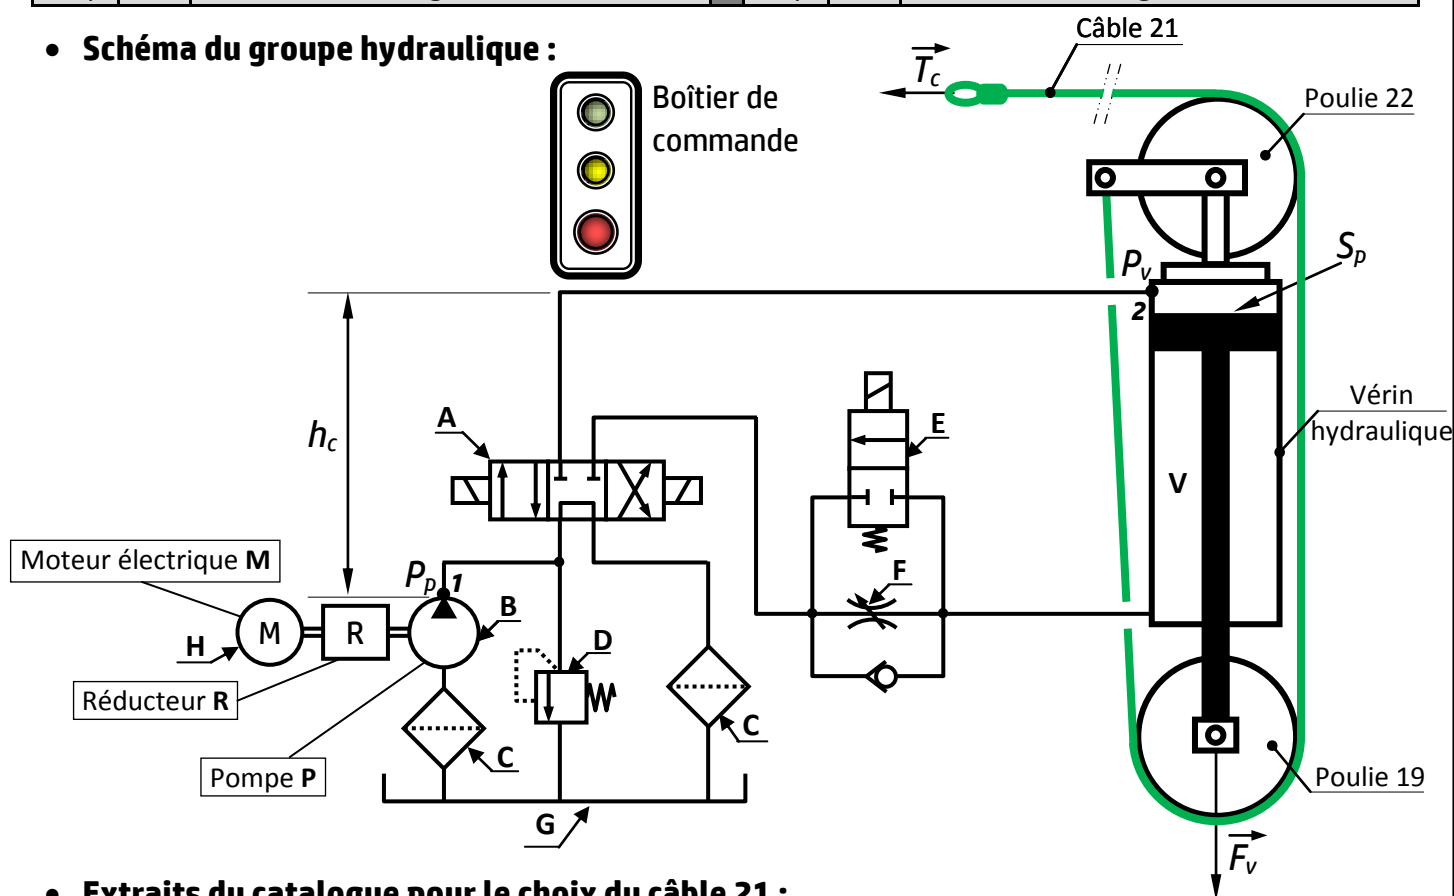 • Schéma du groupe hydraulique :
Câble 21
Tc
Boîtier de
commande
Poulie 22
Pv
Sp
2
hc
A
E
Vérin
hydraulique
V
Moteur électrique M
Pp
1
F
B
H
M
R
D
Réducteur R
C
C
Pompe P
Poulie 19
G
Fv
• Extraits du catalogue pour le choix du câble 21 :